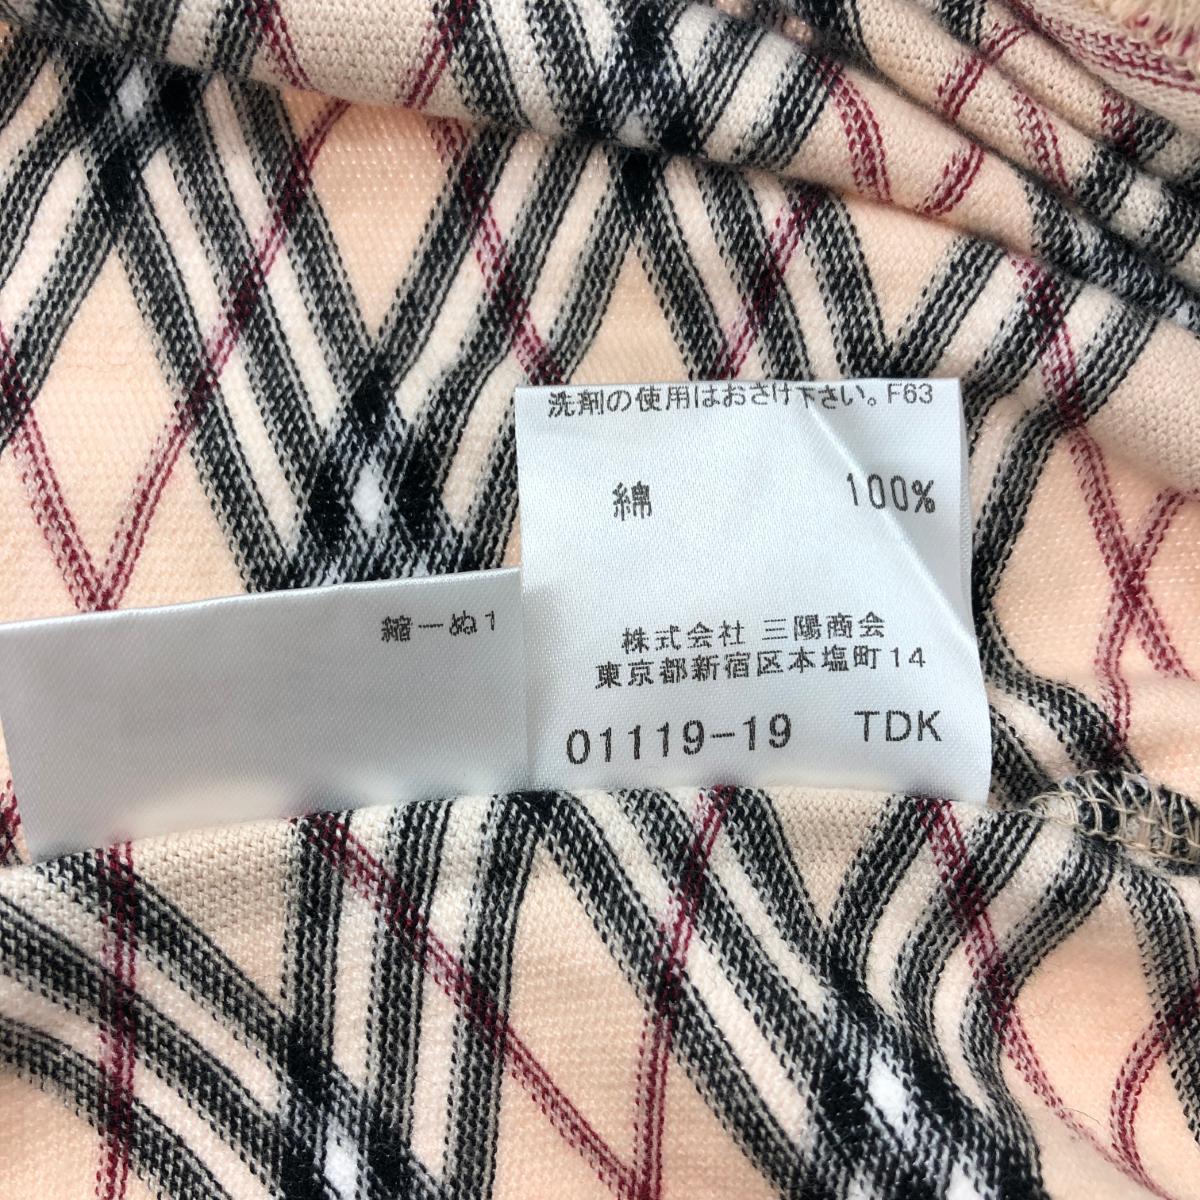 洗剤の使用はおさけ下さい。F63
綿 100%
縮ーぬ1
株式会社 三陽商会
東京都新宿区本塩町14
01119-19 TDK